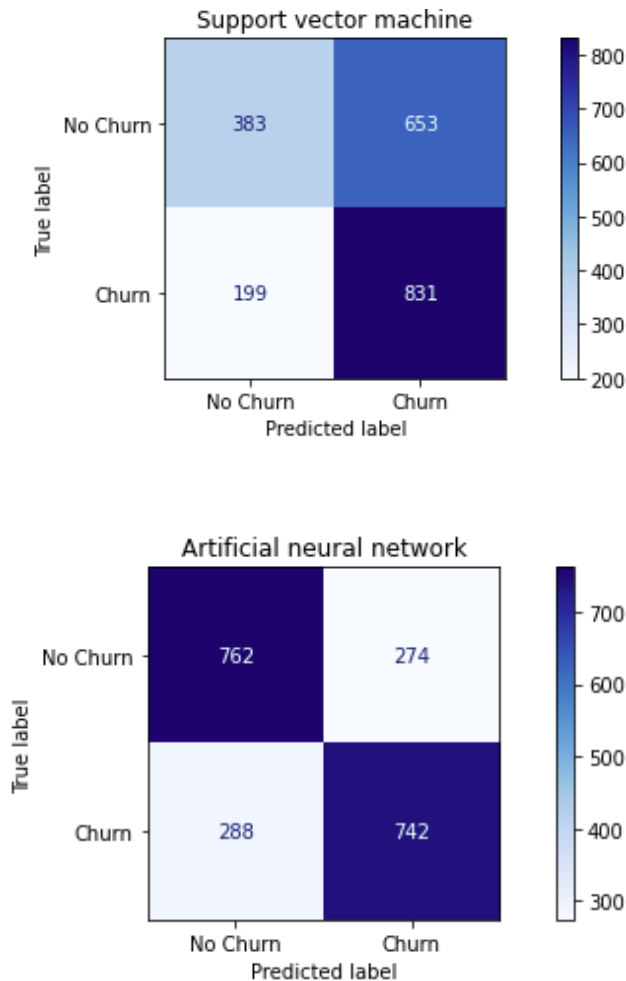 Support vector machine
800
No Churn 383 653
700
600
True label
500
400
Churn 199 831
300
200
No Churn Churn
Predicted label
Artificial neural network
700
No Churn 762 274
600
True label
500
400
Churn 288 742
300
No Churn Churn
Predicted label